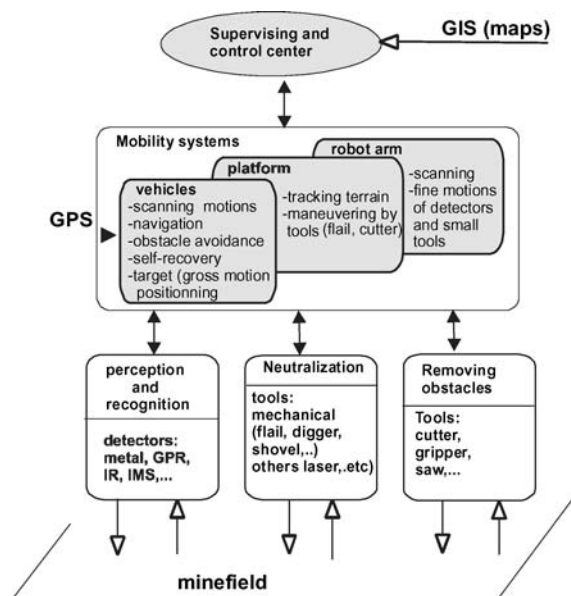 Supervising and
control center
GIS (maps)
Mobility systems
robot arm
-scanning
-fine motions
of detectors
and small
tools
platform
-tracking terrain
-maneuvering by
tools (flail, cutter)
vehicles
-scanning motions
-navigation
-obstacle avoidance
-self-recovery
-target (gross motion
positionning
GPS
perception
and
recognition
detectors:
metal, GPR,
IR, IMS,...
Neutralization
tools:
mechanical
(flail, digger,
shovel,..)
others laser,.etc)
Removing
obstacles
Tools:
cutter,
gripper,
saw,...
minefield